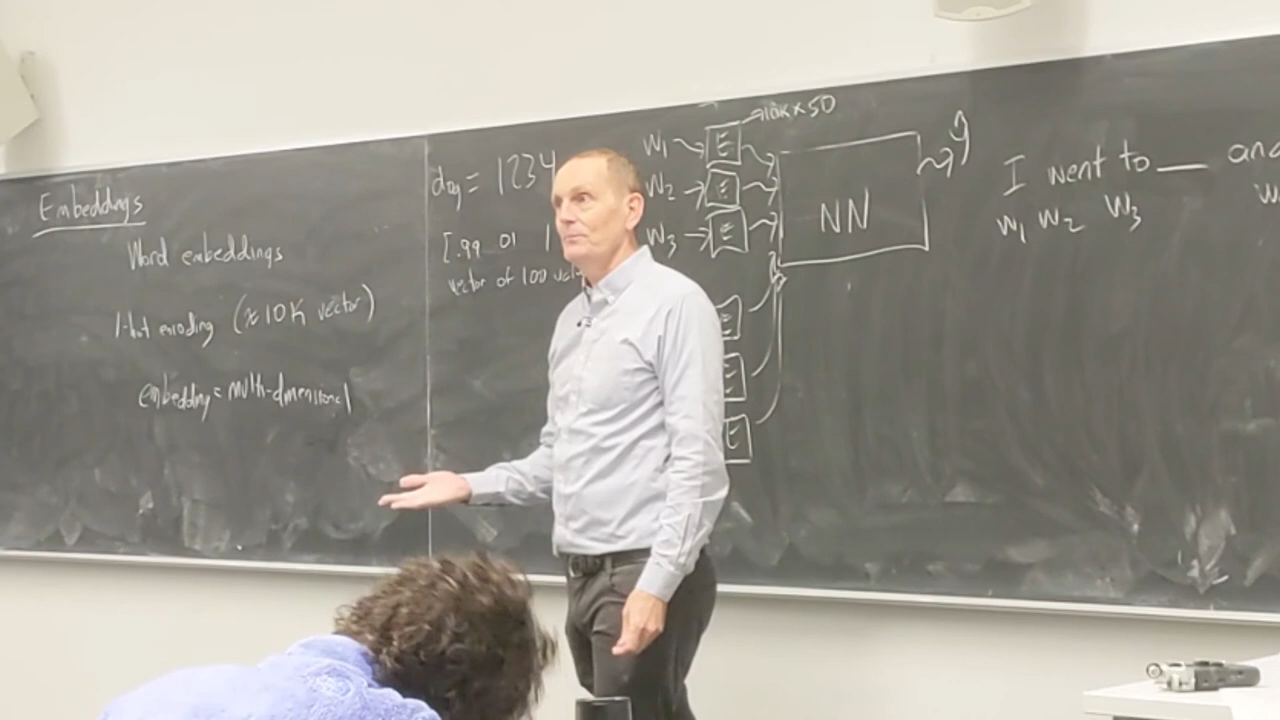 Embeddings
Word embeddings
1-hot encoding (≈10K vector)
embedding = multi-dimensional
dog = 1234
[.99 .01 1
vector of 100
W1 E 10K×50
W2 E
W3 E
E
NN
y
I went to ___ and
W1 W2 W3